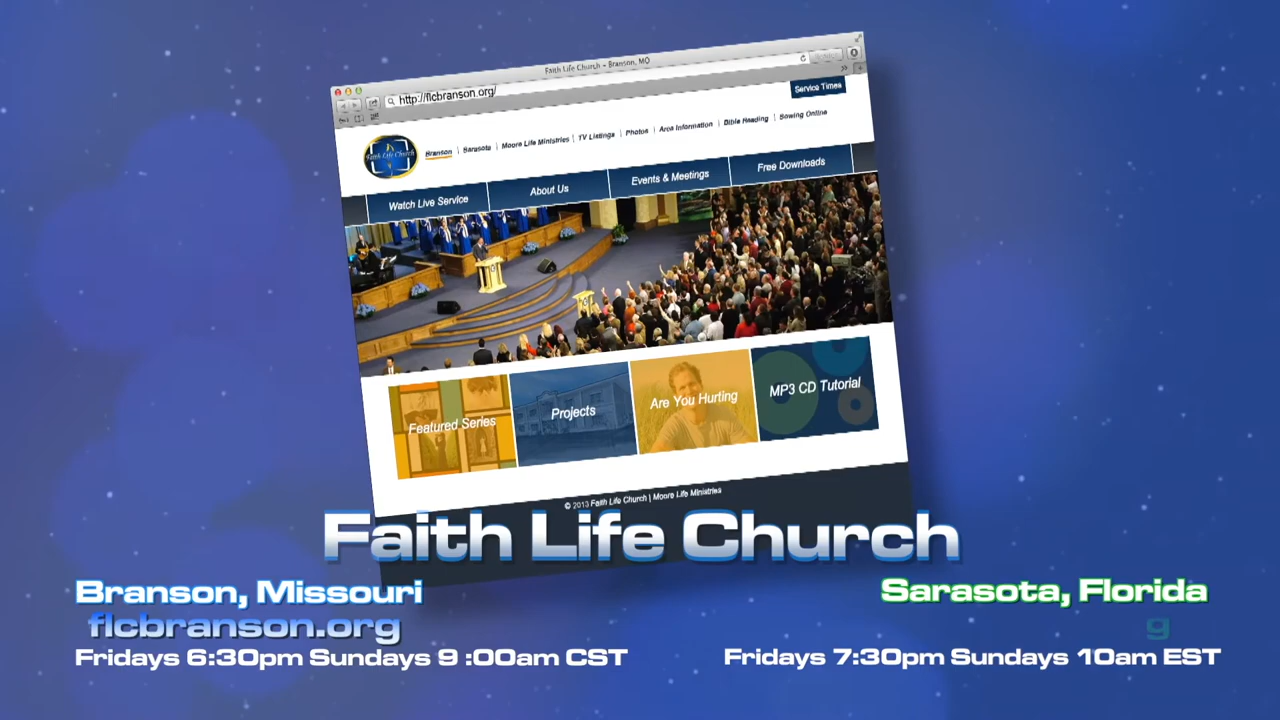 Faith Life Church - Branson, MO
http://flcbranson.org/
Service Times
Faith Life Church
Branson | Sarasota | Moore Life Ministries | TV Listings | Photos | Area Information | Bible Reading | Sowing Online
Watch Live Service
About Us
Events & Meetings
Free Downloads
Featured Series
Projects
Are You Hurting
MP3 CD Tutorial
© 2013 Faith Life Church | Moore Life Ministries
Faith Life Church
Branson, Missouri
flcbranson.org
Fridays 6:30pm Sundays 9 :00am CST
Sarasota, Florida
g
Fridays 7:30pm Sundays 10am EST